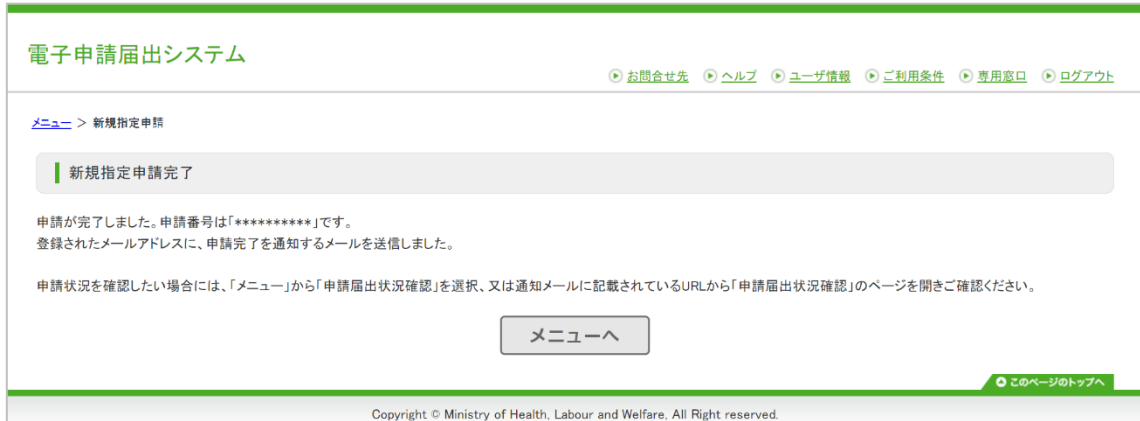 電子申請届出システム
お問合せ先 ヘルプ ユーザ情報 ご利用条件 専用窓口 ログアウト
メニュー ＞ 新規指定申請
新規指定申請完了
申請が完了しました。申請番号は「**********」です。
登録されたメールアドレスに、申請完了を通知するメールを送信しました。
申請状況を確認したい場合には、「メニュー」から「申請届出状況確認」を選択、又は通知メールに記載されているURLから「申請届出状況確認」のページを開きご確認ください。
メニューへ
このページのトップへ
Copyright © Ministry of Health, Labour and Welfare, All Right reserved.